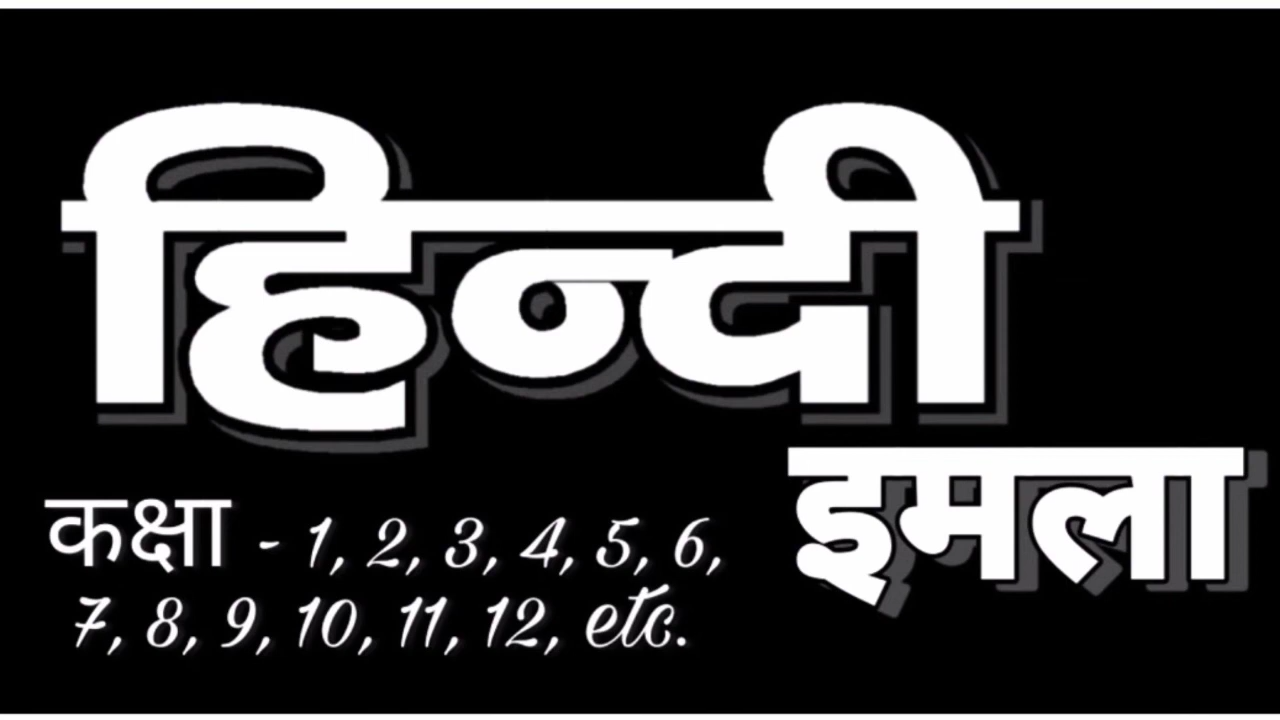 हिन्दी
इमला
कक्षा - 1, 2, 3, 4, 5, 6,
7, 8, 9, 10, 11, 12, etc.